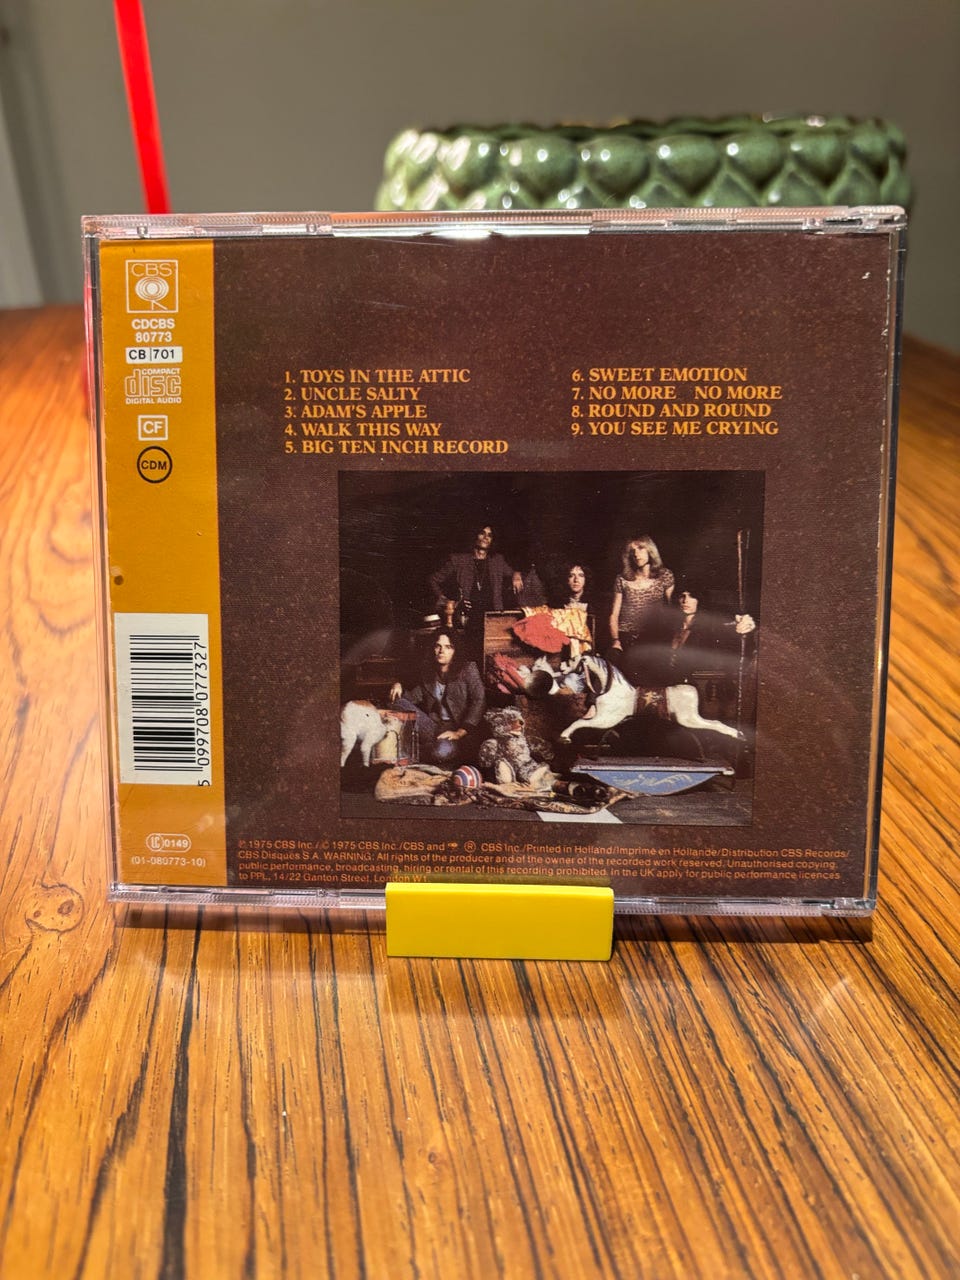 CBS
CDCBS
80773
CB 701
COMPACT
disc
DIGITAL AUDIO
CF
CDM
5 099708 077327
LC 0149
(01-080773-10)
1. TOYS IN THE ATTIC
2. UNCLE SALTY
3. ADAM'S APPLE
4. WALK THIS WAY
5. BIG TEN INCH RECORD
6. SWEET EMOTION
7. NO MORE NO MORE
8. ROUND AND ROUND
9. YOU SEE ME CRYING
℗ 1975 CBS Inc./© 1975 CBS Inc./CBS and ® CBS Inc./Printed in Holland/Imprimé en Hollande/Distribution CBS Records/
CBS Disques S.A. WARNING: All rights of the producer and of the owner of the recorded work reserved. Unauthorised copying,
public performance, broadcasting, hiring or rental of this recording prohibited. In the UK apply for public performance licences
to PPL, 14/22 Ganton Street, London W1.